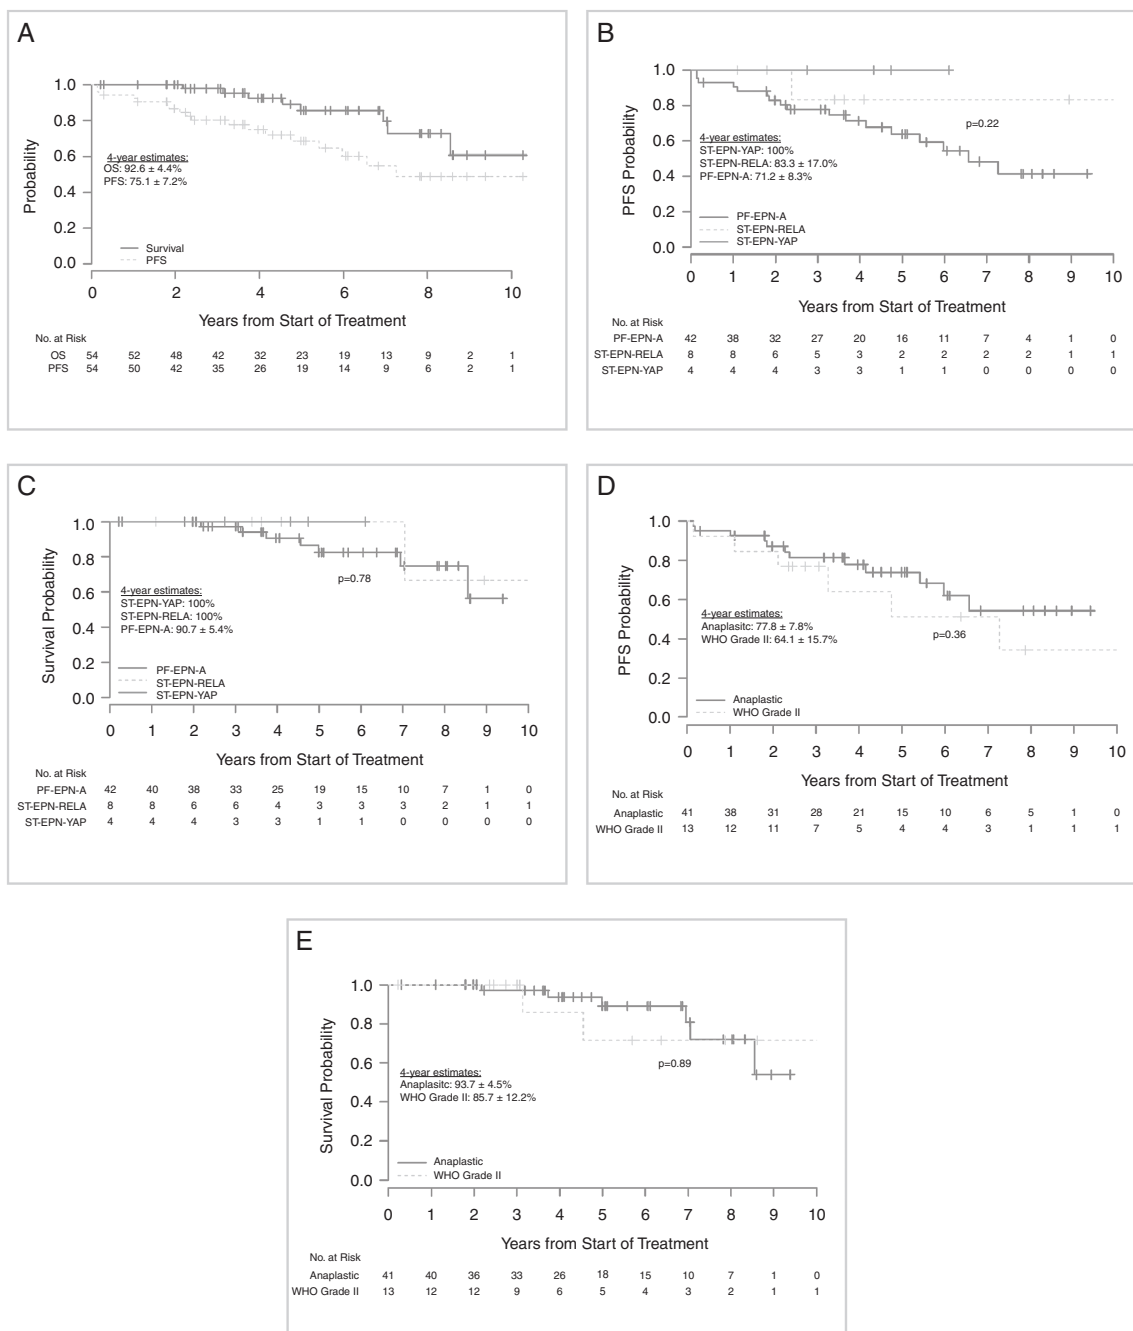 A
1.0
0.8
0.6
0.4
0.2
0.0
Probability
4-year estimates:
OS: 92.6 ± 4.4%
PFS: 75.1 ± 7.2%
Survival
PFS
0 2 4 6 8 10
Years from Start of Treatment
No. at Risk
OS 54 52 48 42 32 23 19 13 9 2 1
PFS 54 50 42 35 26 19 14 9 6 2 1
B
1.0
0.8
0.6
0.4
0.2
0.0
PFS Probability
p=0.22
4-year estimates:
ST-EPN-YAP: 100%
ST-EPN-RELA: 83.3 ± 17.0%
PF-EPN-A: 71.2 ± 8.3%
PF-EPN-A
ST-EPN-RELA
ST-EPN-YAP
0 1 2 3 4 5 6 7 8 9 10
Years from Start of Treatment
No. at Risk
PF-EPN-A 42 38 32 27 20 16 11 7 4 1 0
ST-EPN-RELA 8 8 6 5 3 2 2 2 2 1 1
ST-EPN-YAP 4 4 4 3 3 1 1 0 0 0 0
C
1.0
0.8
0.6
0.4
0.2
0.0
Survival Probability
p=0.78
4-year estimates:
ST-EPN-YAP: 100%
ST-EPN-RELA: 100%
PF-EPN-A: 90.7 ± 5.4%
PF-EPN-A
ST-EPN-RELA
ST-EPN-YAP
0 1 2 3 4 5 6 7 8 9 10
Years from Start of Treatment
No. at Risk
PF-EPN-A 42 40 38 33 25 19 15 10 7 1 0
ST-EPN-RELA 8 8 6 6 4 3 3 3 2 1 1
ST-EPN-YAP 4 4 4 3 3 1 1 0 0 0 0
D
1.0
0.8
0.6
0.4
0.2
0.0
PFS Probability
4-year estimates:
Anaplasitc: 77.8 ± 7.8%
WHO Grade II: 64.1 ± 15.7%
p=0.36
Anaplastic
WHO Grade II
0 1 2 3 4 5 6 7 8 9 10
Years from Start of Treatment
No. at Risk
Anaplastic 41 38 31 28 21 15 10 6 5 1 0
WHO Grade II 13 12 11 7 5 4 4 3 1 1 1
E
1.0
0.8
0.6
0.4
0.2
0.0
Survival Probability
p=0.89
4-year estimates:
Anaplasitc: 93.7 ± 4.5%
WHO Grade II: 85.7 ± 12.2%
Anaplastic
WHO Grade II
0 1 2 3 4 5 6 7 8 9 10
Years from Start of Treatment
No. at Risk
Anaplastic 41 40 36 33 26 18 15 10 7 1 0
WHO Grade II 13 12 12 9 6 5 4 3 2 1 1